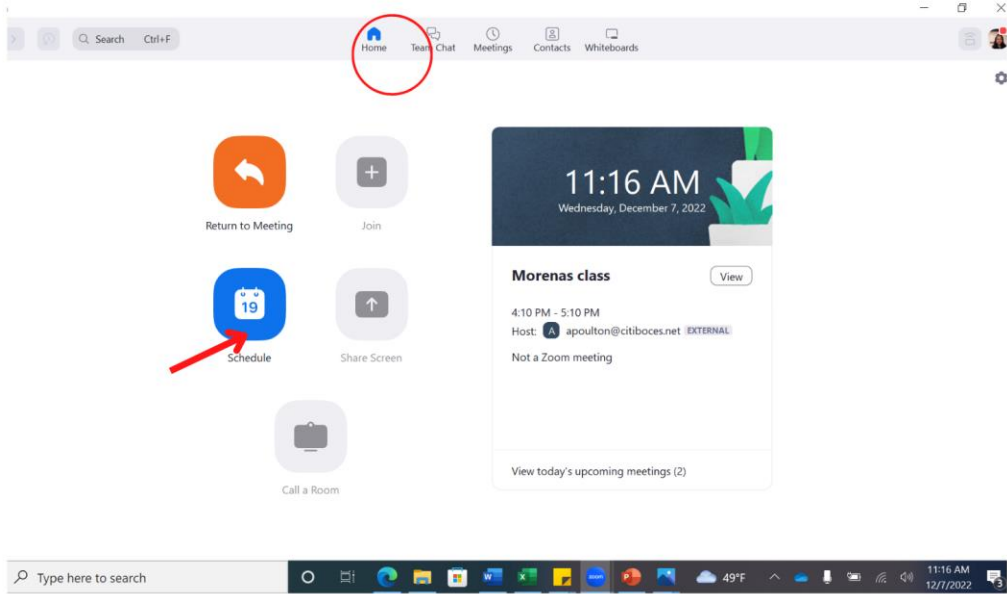 Search Ctrl+F
Home Team Chat Meetings Contacts Whiteboards
11:16 AM
Wednesday, December 7, 2022
Return to Meeting
Join
Morenas class
View
4:10 PM - 5:10 PM
Host: A apoulton@citiboces.net EXTERNAL
Not a Zoom meeting
19
Schedule
Share Screen
Call a Room
View today's upcoming meetings (2)
Type here to search
zoom
49°F
11:16 AM
12/7/2022
3